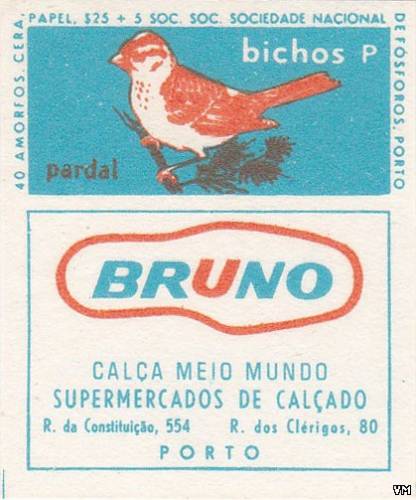 40 AMORFOS, CERA,
PAPEL, $25 + 5 SOC. SOC. SOCIEDADE NACIONAL
DE FÓSFOROS, PORTO
bichos P
pardal
BRUNO
CALÇA MEIO MUNDO
SUPERMERCADOS DE CALÇADO
R. da Constituição, 554 R. dos Clérigos, 80
PORTO
VM